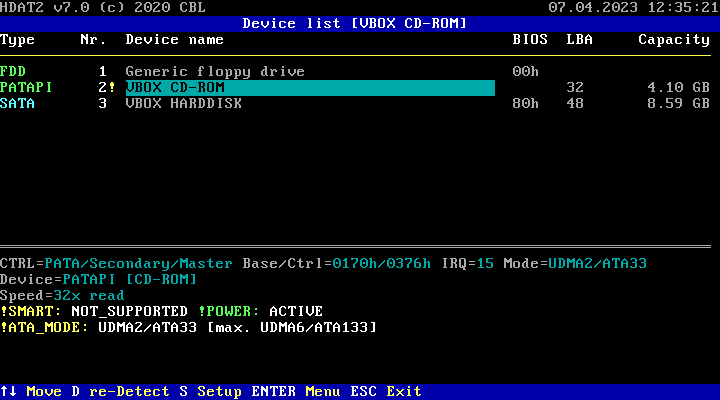 HDAT2 v7.0 (c) 2020 CBL 07.04.2023 12:35:21
Device list [VBOX CD-ROM]
Type Nr. Device name BIOS LBA Capacity
FDD 1 Generic floppy drive 00h
PATAPI 2! VBOX CD-ROM 32 4.10 GB
SATA 3 VBOX HARDDISK 80h 48 8.59 GB
CTRL=PATA/Secondary/Master Base/Ctrl=0170h/0376h IRQ=15 Mode=UDMA2/ATA33
Device=PATAPI [CD-ROM]
Speed=32x read
!SMART: NOT_SUPPORTED !POWER: ACTIVE
!ATA_MODE: UDMA2/ATA33 [max. UDMA6/ATA133]
↑↓ Move D re-Detect S Setup ENTER Menu ESC Exit